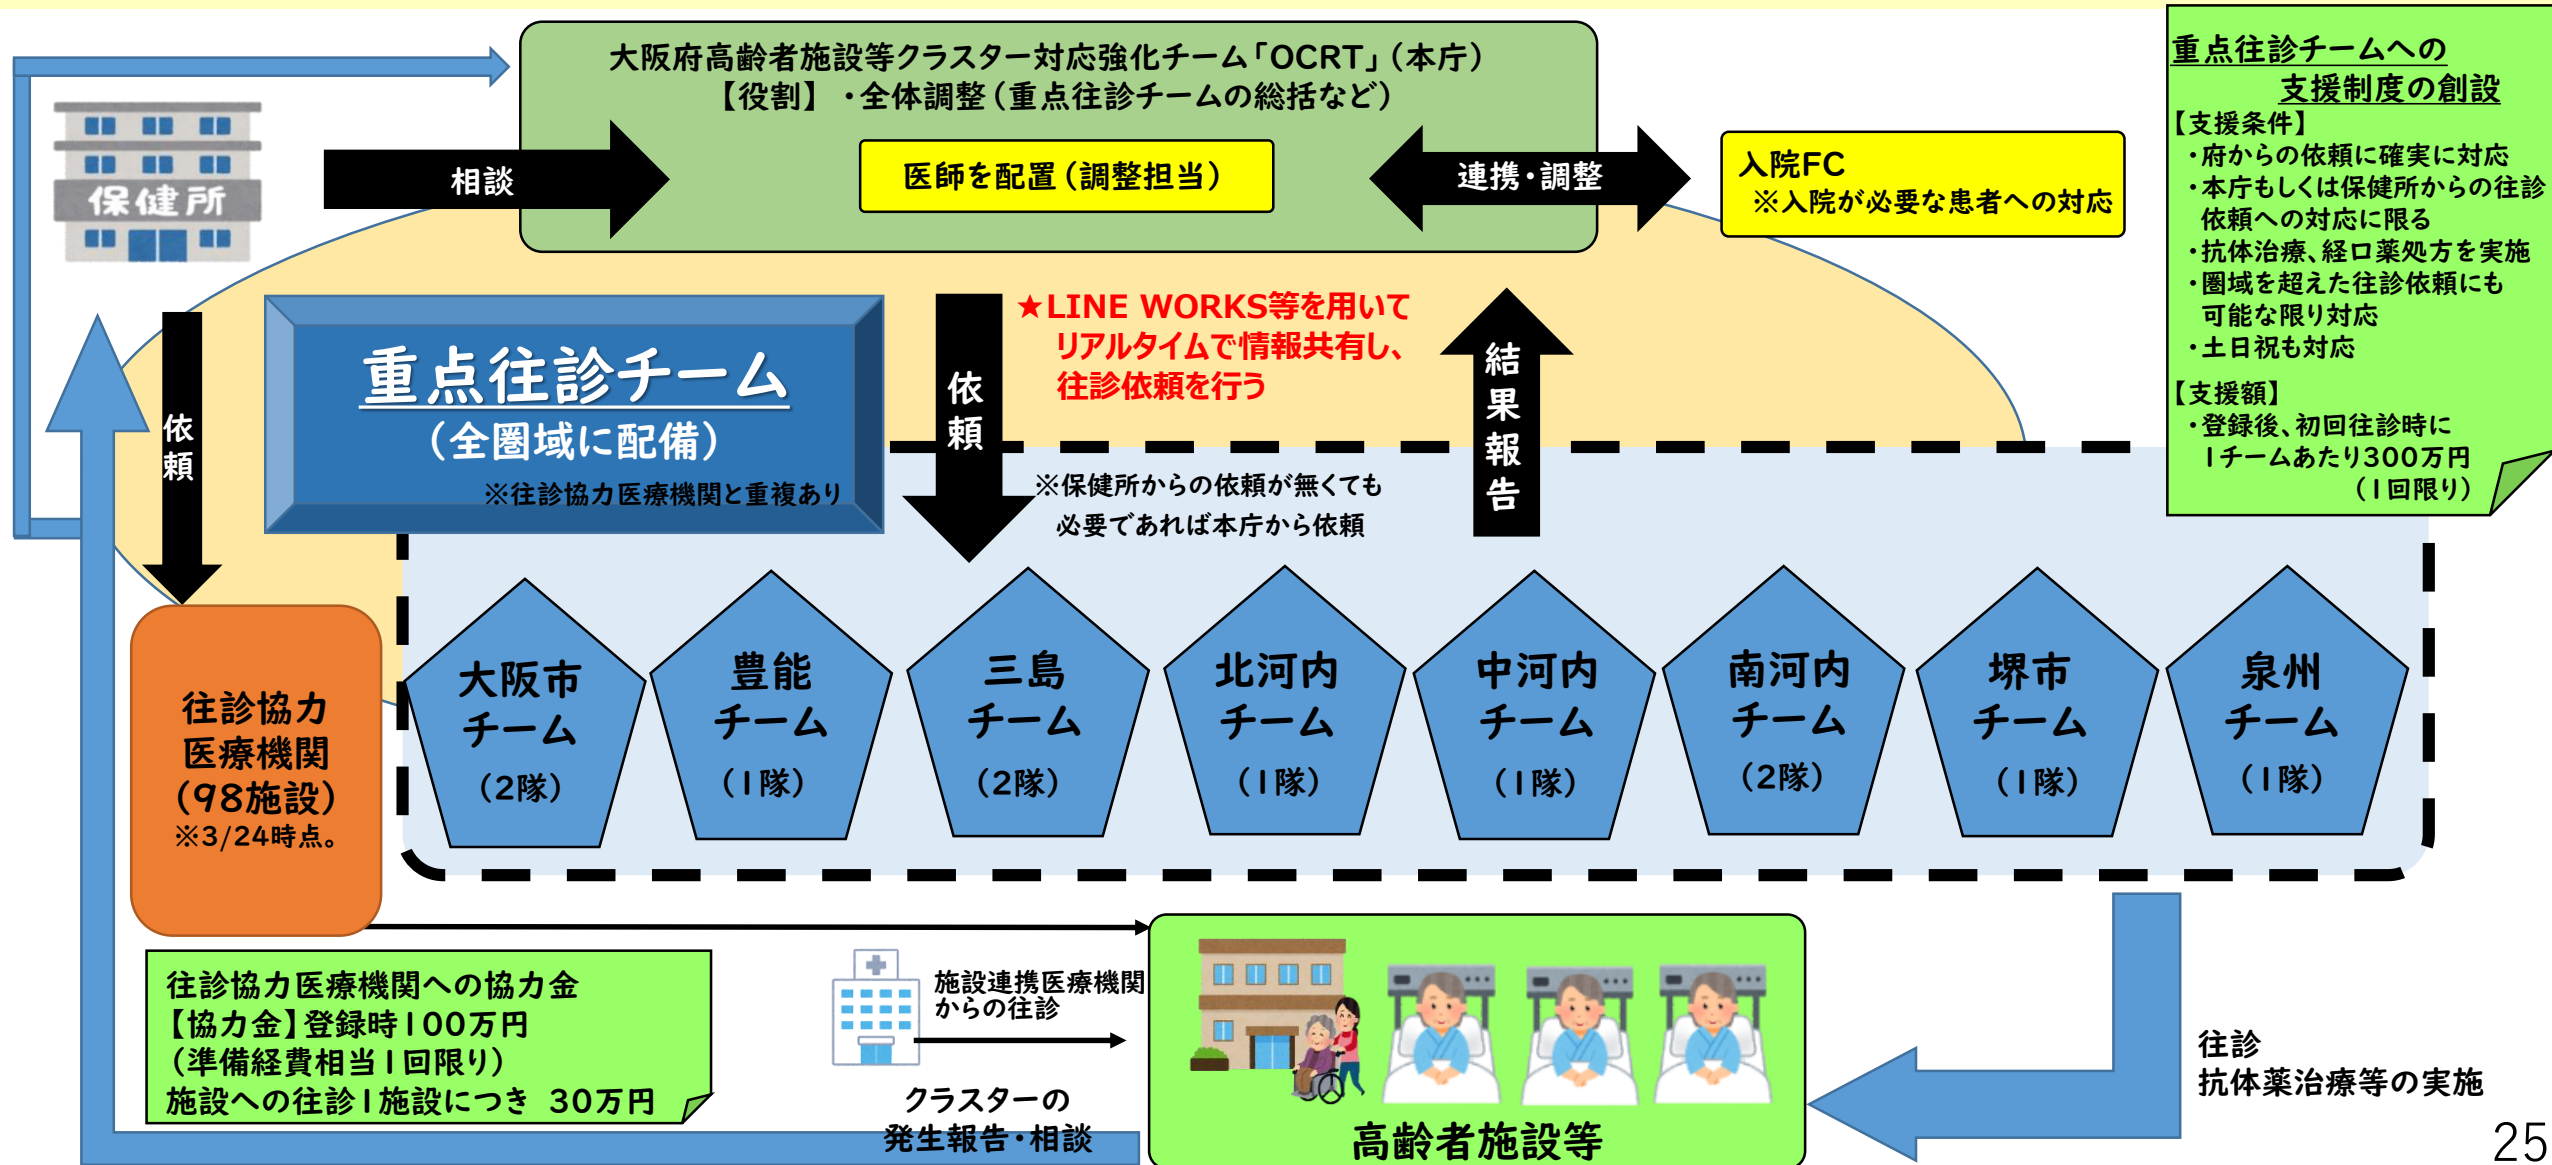 大阪府高齢者施設等クラスター対応強化チーム「OCRT」（本庁）
【役割】・全体調整（重点往診チームの総括など）
保健所
相談
医師を配置（調整担当）
連携・調整
入院FC
※入院が必要な患者への対応
重点往診チームへの
支援制度の創設
【支援条件】
・府からの依頼に確実に対応
・本庁もしくは保健所からの往診
依頼への対応に限る
・抗体治療、経口薬処方を実施
・圏域を超えた往診依頼にも
可能な限り対応
・土日祝も対応
【支援額】
・登録後、初回往診時に
1チームあたり300万円
（1回限り）
依頼
重点往診チーム
（全圏域に配備）
※往診協力医療機関と重複あり
依頼
★LINE WORKS等を用いて
リアルタイムで情報共有し、
往診依頼を行う
※保健所からの依頼が無くても
必要であれば本庁から依頼
結果報告
往診協力
医療機関
（98施設）
※3/24時点。
大阪市
チーム
（2隊）
豊能
チーム
（1隊）
三島
チーム
（2隊）
北河内
チーム
（1隊）
中河内
チーム
（1隊）
南河内
チーム
（2隊）
堺市
チーム
（1隊）
泉州
チーム
（1隊）
往診協力医療機関への協力金
【協力金】登録時100万円
（準備経費相当1回限り）
施設への往診1施設につき 30万円
施設連携医療機関
からの往診
クラスターの
発生報告・相談
高齢者施設等
往診
抗体薬治療等の実施
25